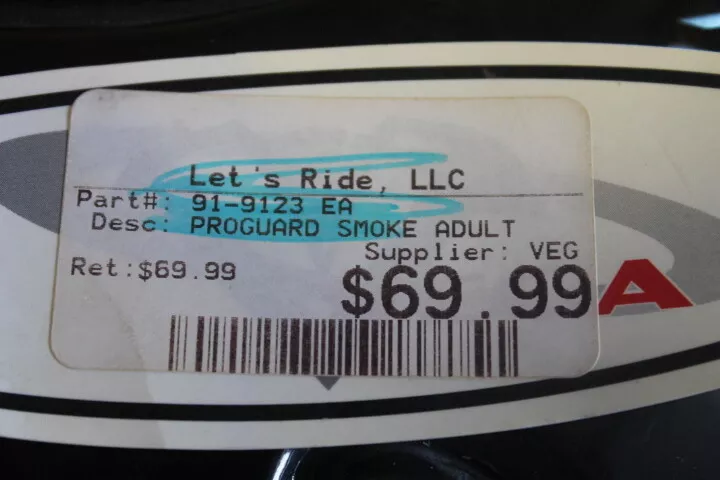 Let's Ride, LLC
Part#: 91-9123 EA
Desc: PROGUARD SMOKE ADULT
Supplier: VEG
Ret:$69.99
$69.99
A